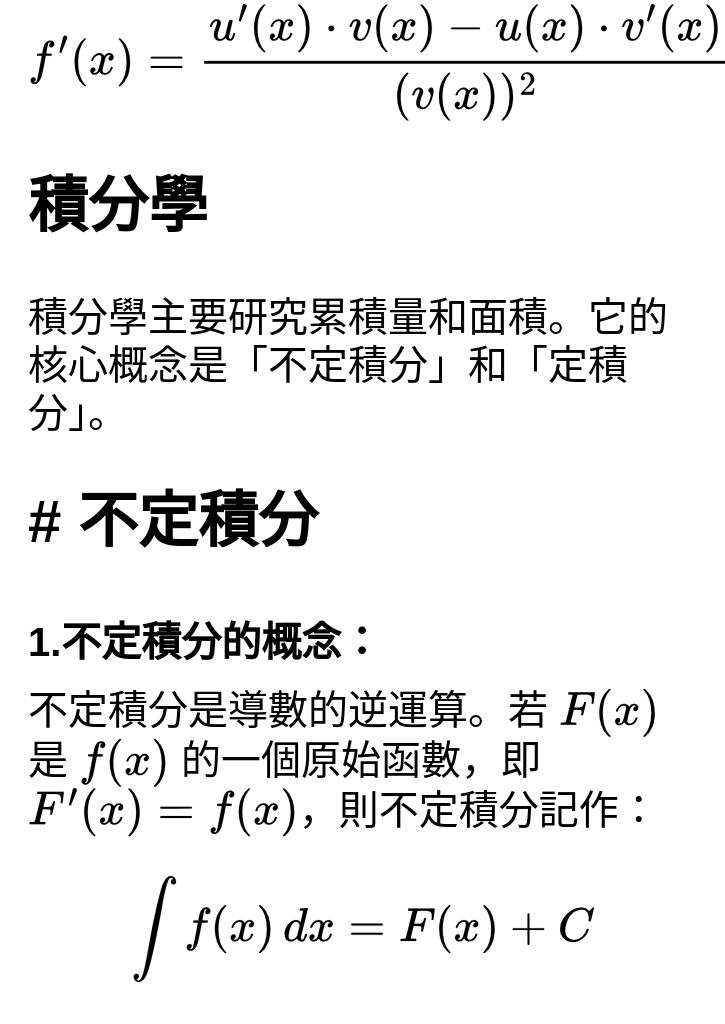 f′(x) = \frac{u′(x) · v(x) − u(x) · v′(x)}{(v(x))²}
積分學
積分學主要研究累積量和面積。它的
核心概念是「不定積分」和「定積
分」。
# 不定積分
1.不定積分的概念：
不定積分是導數的逆運算。若 F(x)
是 f(x) 的一個原始函數，即
F′(x) = f(x)，則不定積分記作：
∫ f(x) dx = F(x) + C